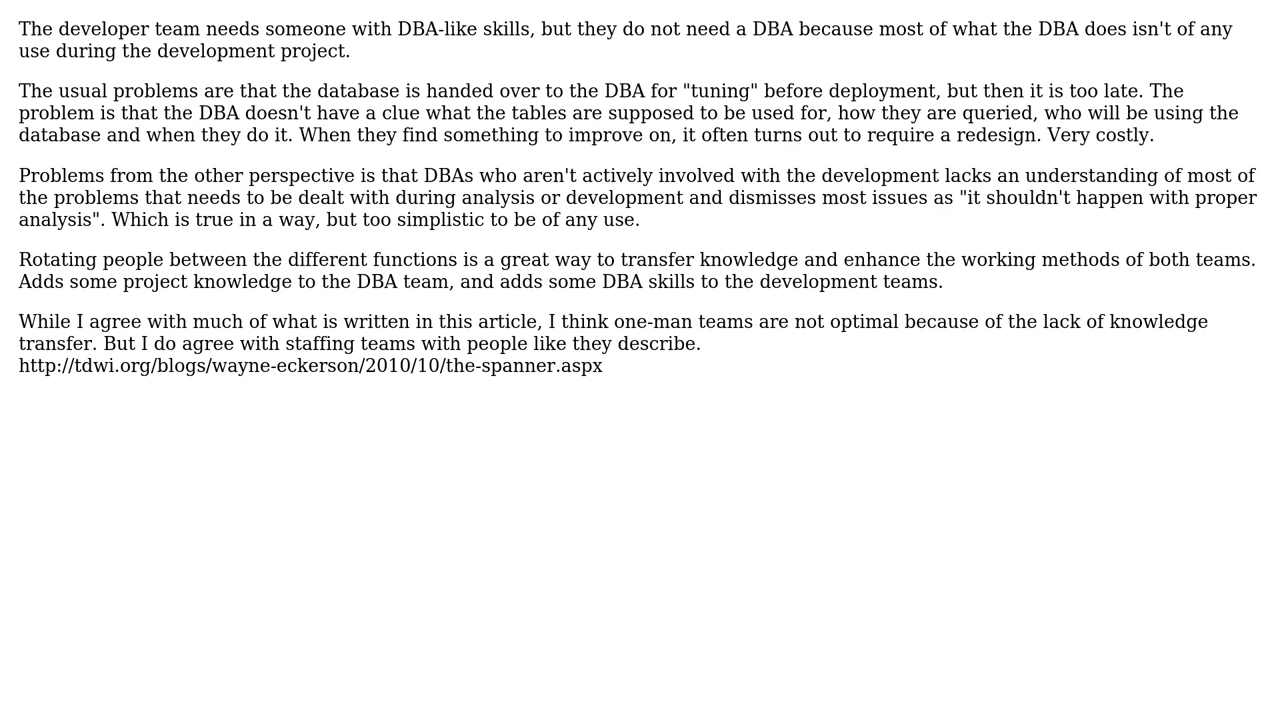 The developer team needs someone with DBA-like skills, but they do not need a DBA because most of what the DBA does isn't of any
use during the development project.
The usual problems are that the database is handed over to the DBA for "tuning" before deployment, but then it is too late. The
problem is that the DBA doesn't have a clue what the tables are supposed to be used for, how they are queried, who will be using the
database and when they do it. When they find something to improve on, it often turns out to require a redesign. Very costly.
Problems from the other perspective is that DBAs who aren't actively involved with the development lacks an understanding of most of
the problems that needs to be dealt with during analysis or development and dismisses most issues as "it shouldn't happen with proper
analysis". Which is true in a way, but too simplistic to be of any use.
Rotating people between the different functions is a great way to transfer knowledge and enhance the working methods of both teams.
Adds some project knowledge to the DBA team, and adds some DBA skills to the development teams.
While I agree with much of what is written in this article, I think one-man teams are not optimal because of the lack of knowledge
transfer. But I do agree with staffing teams with people like they describe.
http://tdwi.org/blogs/wayne-eckerson/2010/10/the-spanner.aspx